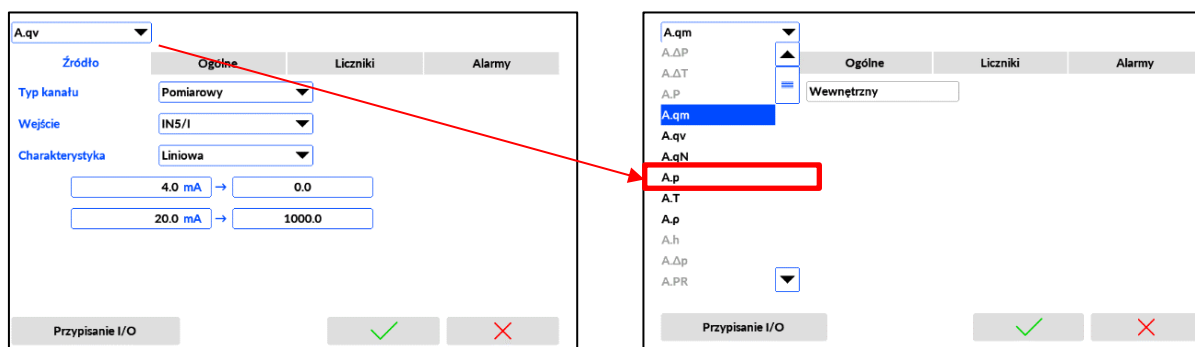 A.qv
Źródło Ogólne Liczniki Alarmy
Typ kanału Pomiarowy
Wejście IN5/I
Charakterystyka Liniowa
4.0 mA → 0.0
20.0 mA → 1000.0
Przypisanie I/O
A.qm
A.ΔP
A.ΔT
A.P
A.qm
A.qv
A.qN
A.p
A.T
A.ρ
A.h
A.Δp
A.PR
Ogólne Liczniki Alarmy
Wewnętrzny
Przypisanie I/O